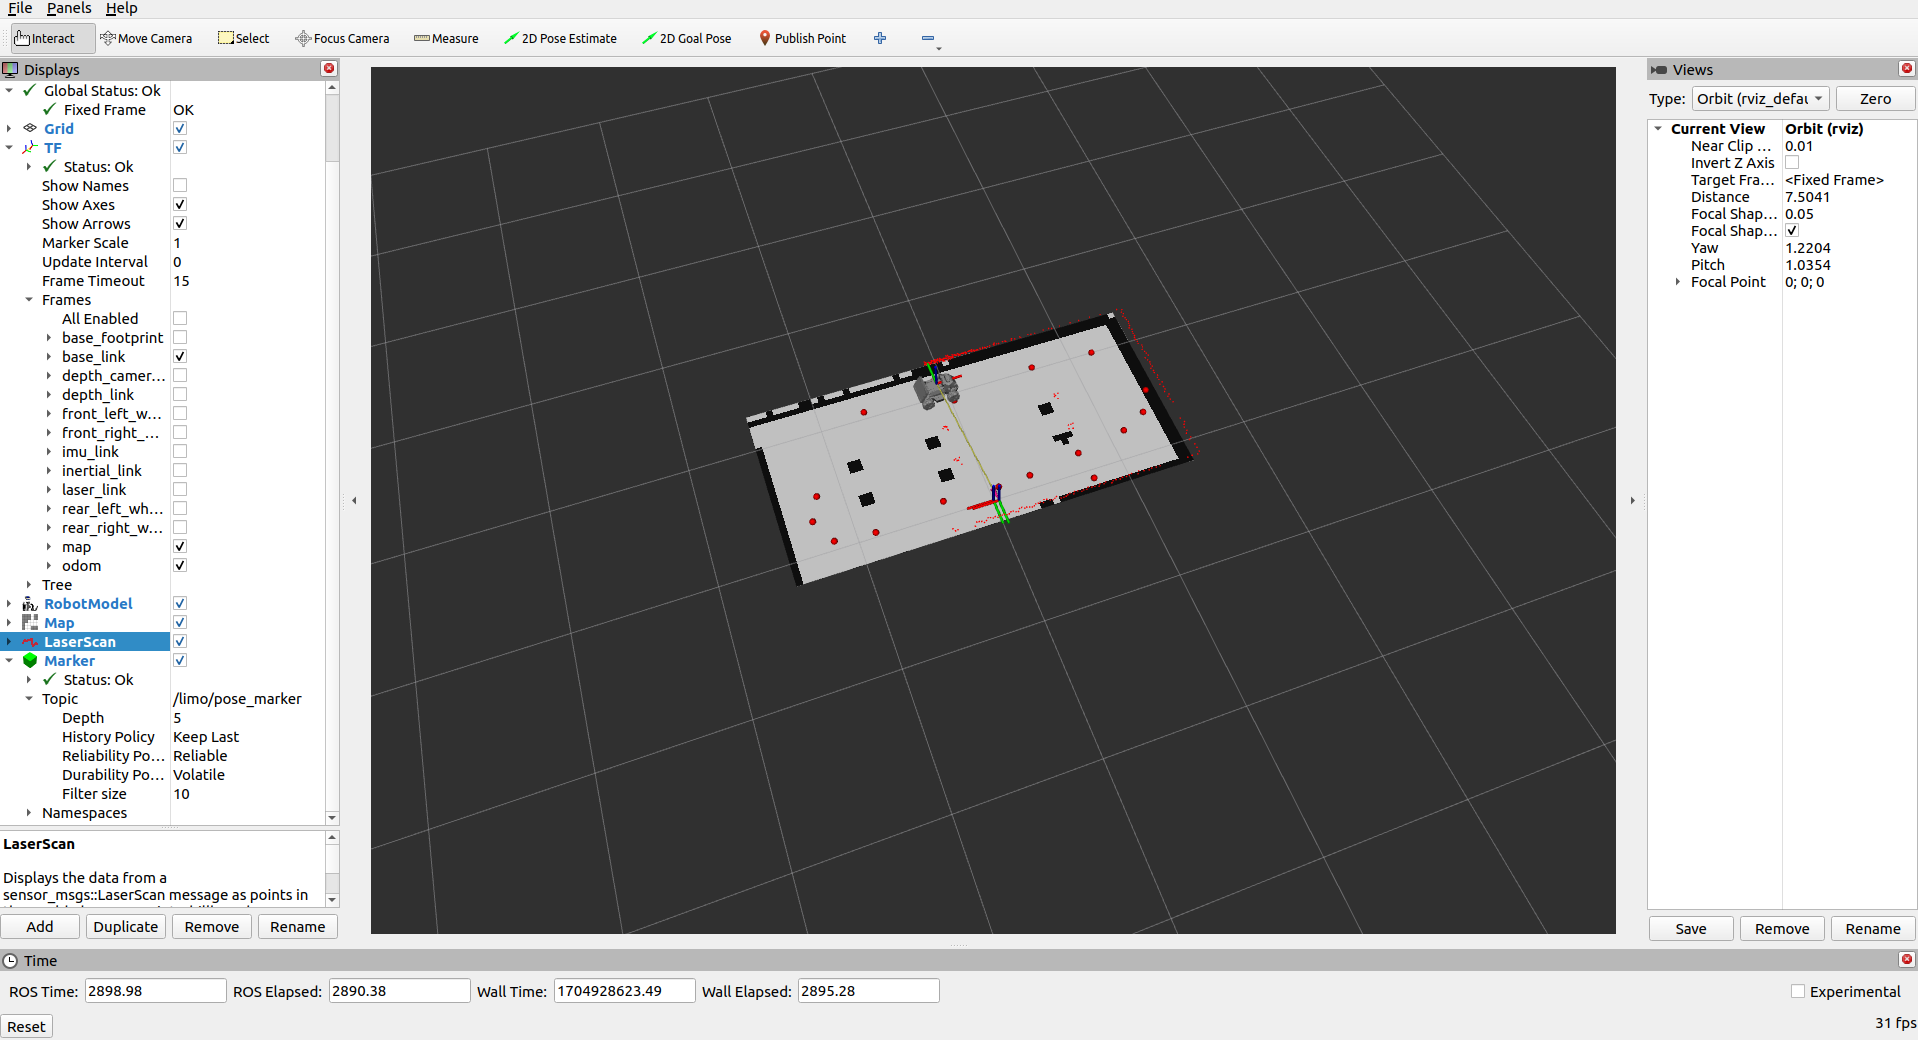 File Panels Help
Interact Move Camera Select Focus Camera Measure 2D Pose Estimate 2D Goal Pose Publish Point
Displays
Global Status: Ok
Fixed Frame OK
Grid
TF
Status: Ok
Show Names
Show Axes
Show Arrows
Marker Scale 1
Update Interval 0
Frame Timeout 15
Frames
All Enabled
base_footprint
base_link
depth_camer...
depth_link
front_left_w...
front_right_...
imu_link
inertial_link
laser_link
rear_left_wh...
rear_right_w...
map
odom
Tree
RobotModel
Map
LaserScan
Marker
Status: Ok
Topic /limo/pose_marker
Depth 5
History Policy Keep Last
Reliability Po... Reliable
Durability Po... Volatile
Filter size 10
Namespaces
LaserScan
Displays the data from a
sensor_msgs::LaserScan message as points in
Add Duplicate Remove Rename
Views
Type: Orbit (rviz_defau Zero
Current View Orbit (rviz)
Near Clip ... 0.01
Invert Z Axis
Target Fra... <Fixed Frame>
Distance 7.5041
Focal Shap... 0.05
Focal Shap...
Yaw 1.2204
Pitch 1.0354
Focal Point 0; 0; 0
Save Remove Rename
Time
ROS Time: 2898.98 ROS Elapsed: 2890.38 Wall Time: 1704928623.49 Wall Elapsed: 2895.28 Experimental
Reset 31 fps